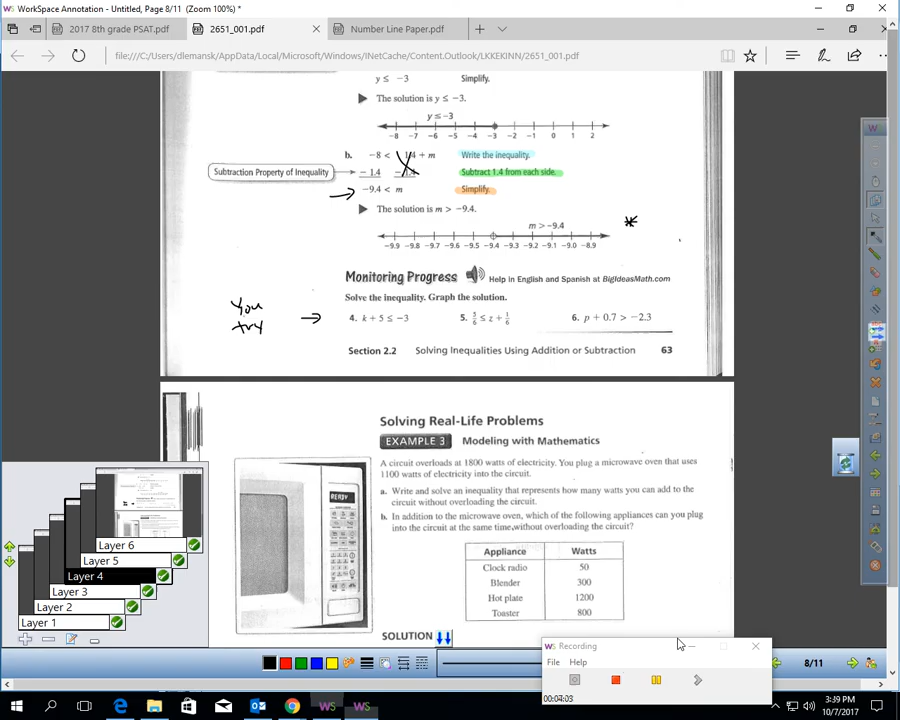 WorkSpace Annotation - Untitled, Page 8/11 (Zoom 100%) *
2017 8th grade PSAT.pdf
2651_001.pdf
Number Line Paper.pdf
file:///C:/Users/dlemansk/AppData/Local/Microsoft/Windows/INetCache/Content.Outlook/LKKEKINN/2651_001.pdf
y ≤ −3 Simplify.
The solution is y ≤ −3.
y ≤ −3
−8 −7 −6 −5 −4 −3 −2 −1 0 1 2
b. −8 < 1.4 + m Write the inequality.
Subtraction Property of Inequality − 1.4 − 1.4 Subtract 1.4 from each side.
−9.4 < m Simplify.
The solution is m > −9.4.
m > −9.4
*
−9.9 −9.8 −9.7 −9.6 −9.5 −9.4 −9.3 −9.2 −9.1 −9.0 −8.9
Monitoring Progress Help in English and Spanish at BigIdeasMath.com
Solve the inequality. Graph the solution.
You
try
4. k + 5 ≤ −3 5. 5/6 ≤ z + 1/6 6. p + 0.7 > −2.3
Section 2.2 Solving Inequalities Using Addition or Subtraction 63
Solving Real-Life Problems
EXAMPLE 3 Modeling with Mathematics
A circuit overloads at 1800 watts of electricity. You plug a microwave oven that uses
1100 watts of electricity into the circuit.
a. Write and solve an inequality that represents how many watts you can add to the
circuit without overloading the circuit.
b. In addition to the microwave oven, which of the following appliances can you plug
into the circuit at the same time without overloading the circuit?
READY
Appliance Watts
Clock radio 50
Blender 300
Hot plate 1200
Toaster 800
SOLUTION
Layer 6
Layer 5
Layer 4
Layer 3
Layer 2
Layer 1
Recording
File Help
00:04:03
8/11
3:39 PM
10/7/2017